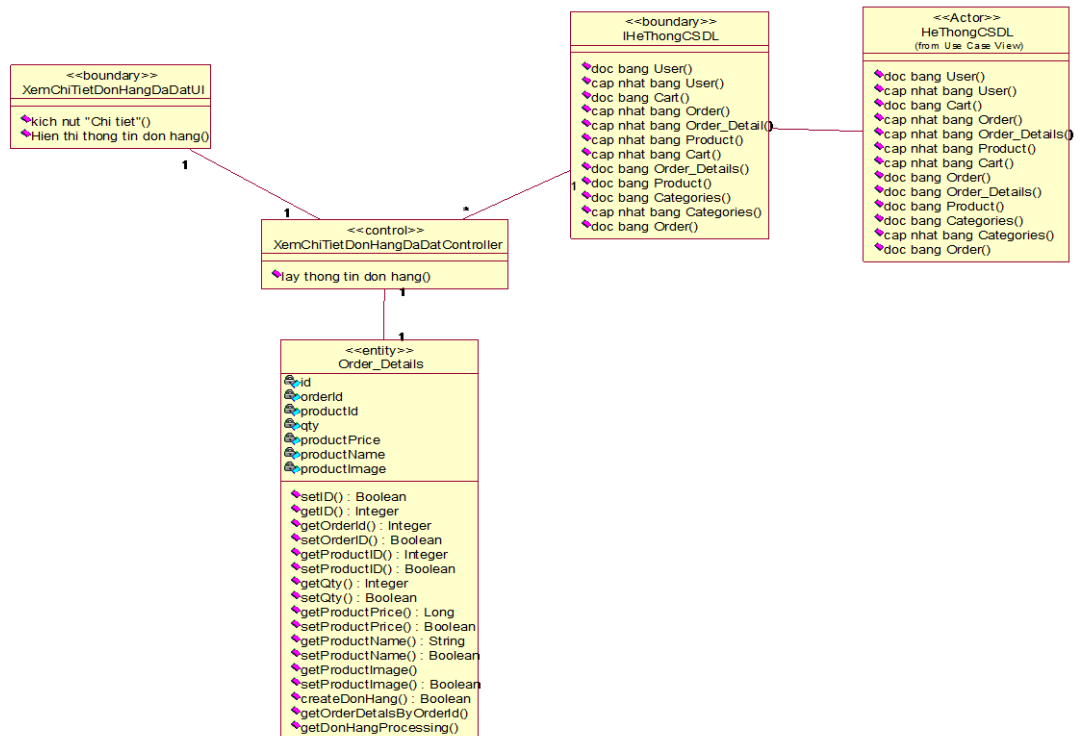 <<boundary>>
XemChiTietDonHangDaDatUI
kich nut "Chi tiet"()
Hien thi thong tin don hang()
1
1
<<control>>
XemChiTietDonHangDaDatController
lay thong tin don hang()
*
1
<<boundary>>
IHeThongCSDL
doc bang User()
cap nhat bang User()
doc bang Cart()
cap nhat bang Order()
cap nhat bang Order_Detail()
cap nhat bang Product()
cap nhat bang Cart()
doc bang Order_Details()
doc bang Product()
doc bang Categories()
cap nhat bang Categories()
doc bang Order()
<<Actor>>
HeThongCSDL
(from Use Case View)
doc bang User()
cap nhat bang User()
doc bang Cart()
cap nhat bang Order()
cap nhat bang Order_Details()
cap nhat bang Product()
cap nhat bang Cart()
doc bang Order()
doc bang Order_Details()
doc bang Product()
doc bang Categories()
cap nhat bang Categories()
doc bang Order()
1
1
<<entity>>
Order_Details
id
orderId
productId
qty
productPrice
productName
productImage
setID() : Boolean
getID() : Integer
getOrderId() : Integer
setOrderID() : Boolean
getProductID() : Integer
setProductID() : Boolean
getQty() : Integer
setQty() : Boolean
getProductPrice() : Long
setProductPrice() : Boolean
getProductName() : String
setProductName() : Boolean
getProductImage()
setProductImage() : Boolean
createDonHang() : Boolean
getOrderDetalsByOrderId()
getDonHangProcessing()